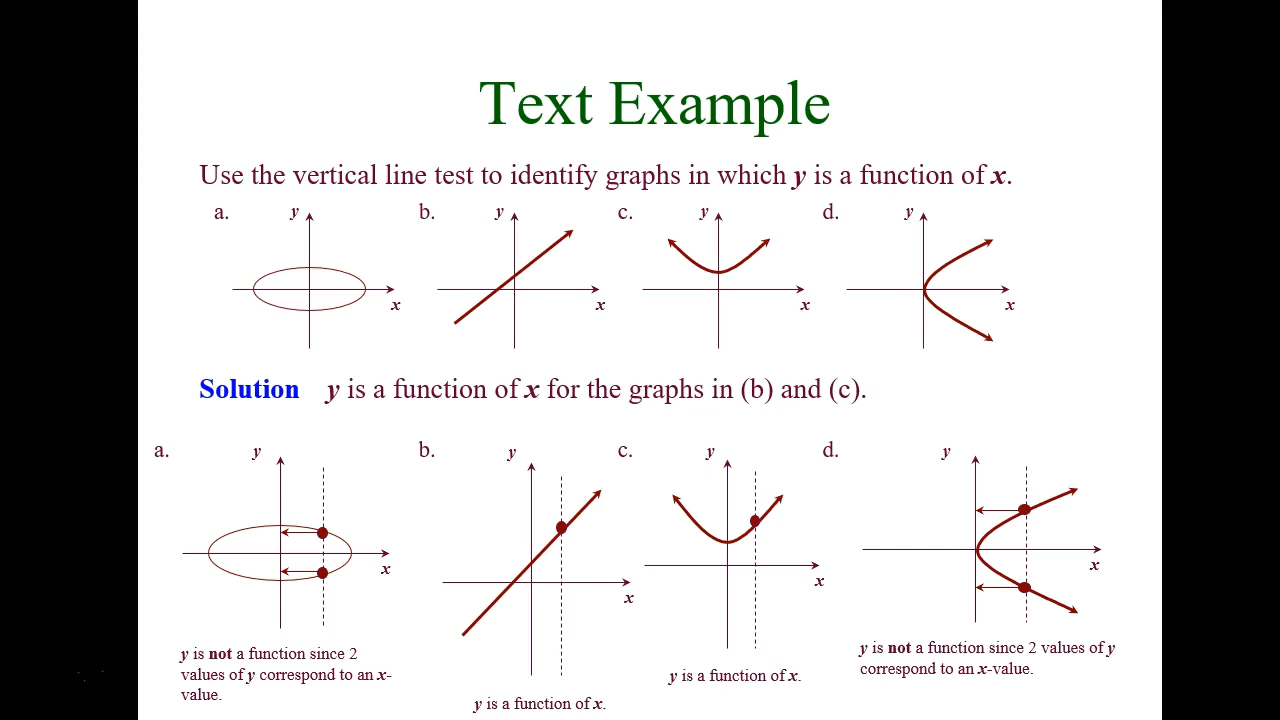 Text Example
Use the vertical line test to identify graphs in which y is a function of x.
a. y b. y c. y d. y
x x x x
Solution y is a function of x for the graphs in (b) and (c).
a. y b. y c. y d. y
x x x x
y is not a function since 2
values of y correspond to an x-
value.
y is a function of x.
y is a function of x.
y is not a function since 2 values of y
correspond to an x-value.